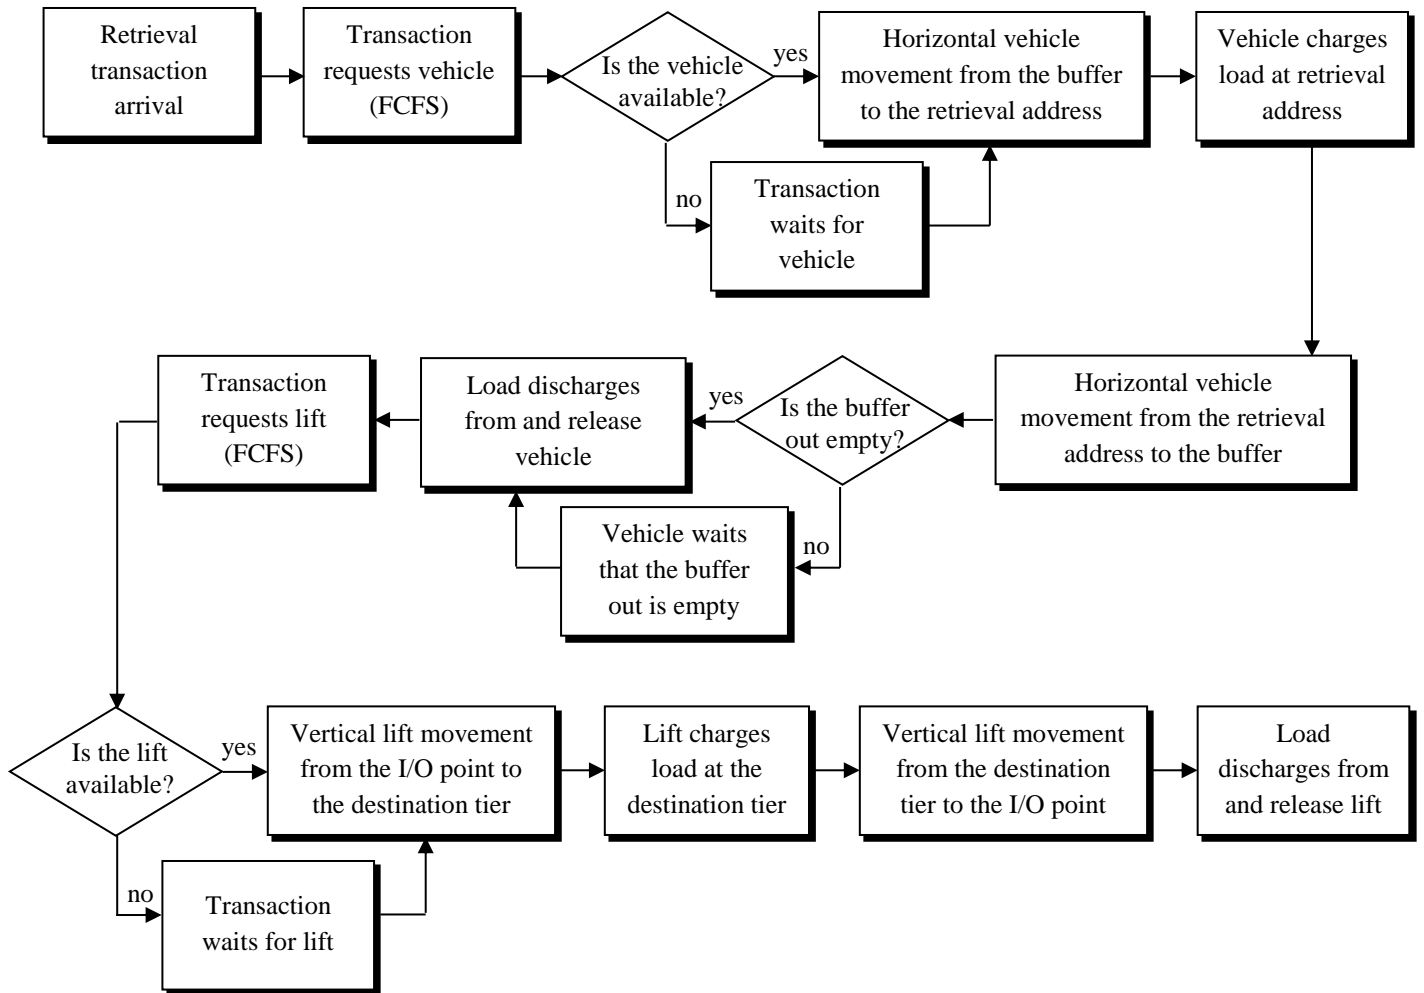 Retrieval
transaction
arrival
Transaction
requests vehicle
(FCFS)
Is the vehicle
available?
yes
no
Transaction
waits for
vehicle
Horizontal vehicle
movement from the buffer
to the retrieval address
Vehicle charges
load at retrieval
address
Horizontal vehicle
movement from the retrieval
address to the buffer
Is the buffer
out empty?
yes
no
Vehicle waits
that the buffer
out is empty
Load discharges
from and release
vehicle
Transaction
requests lift
(FCFS)
Is the lift
available?
yes
no
Transaction
waits for lift
Vertical lift movement
from the I/O point to
the destination tier
Lift charges
load at the
destination tier
Vertical lift movement
from the destination
tier to the I/O point
Load
discharges from
and release lift